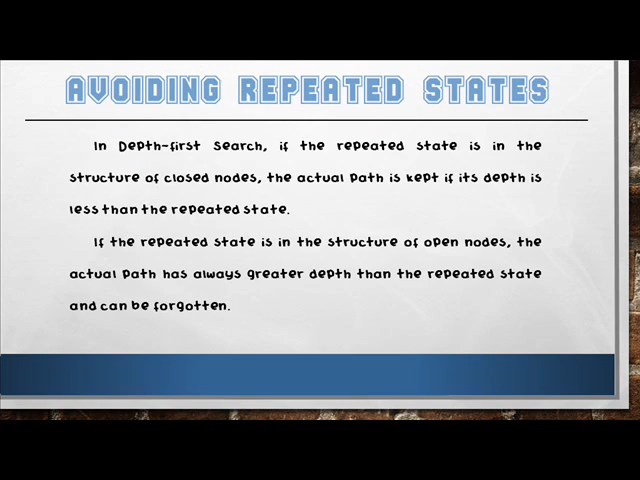 AVOIDING REPEATED STATES
In Depth-first Search, if the repeated state is in the
structure of closed nodes, the actual path is kept if its depth is
less than the repeated state.
If the repeated state is in the structure of open nodes, the
actual path has always greater depth than the repeated state
and can be forgotten.